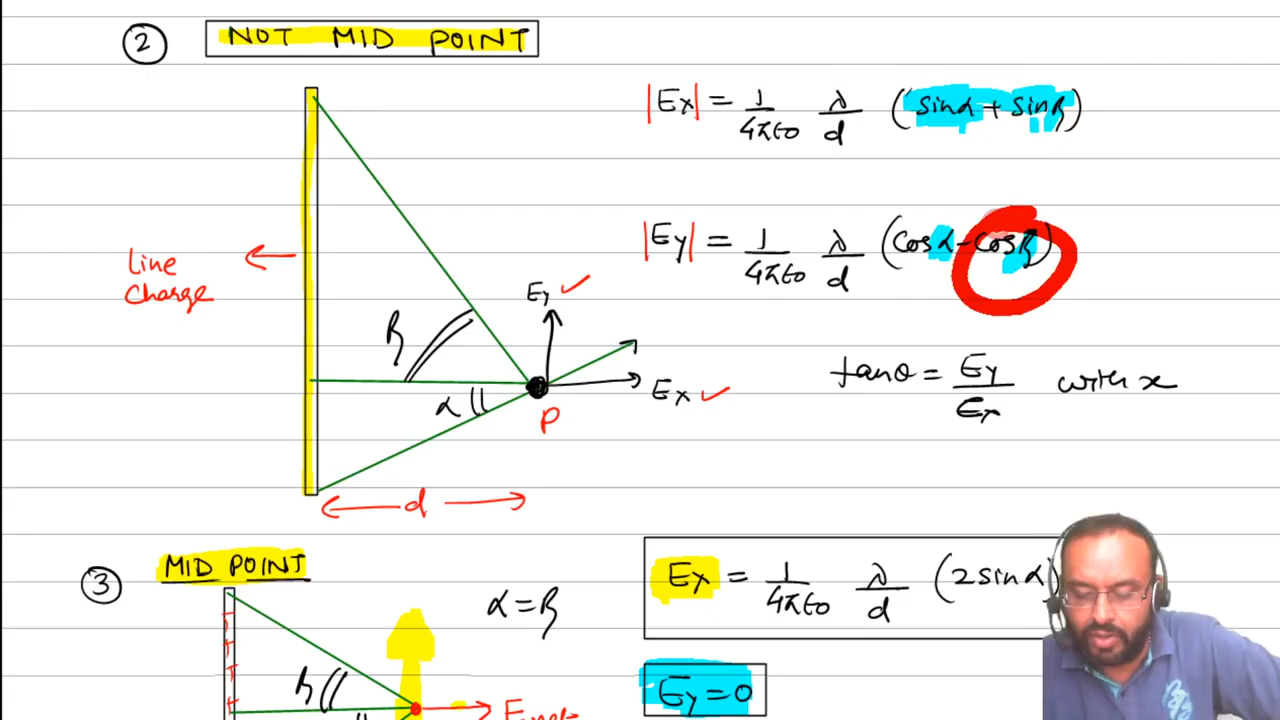 ② NOT MID POINT
|Ex| = 1/4πε0 λ/d (sinα + sinβ)
|Ey| = 1/4πε0 λ/d (cosα - cosβ)
line
charge
Ey ✓
β
Ex ✓
α
P
tanθ = Ey/Ex with x
d
③ MID POINT
α = β
Ex = 1/4πε0 λ/d (2sinα)
β
Ey = 0